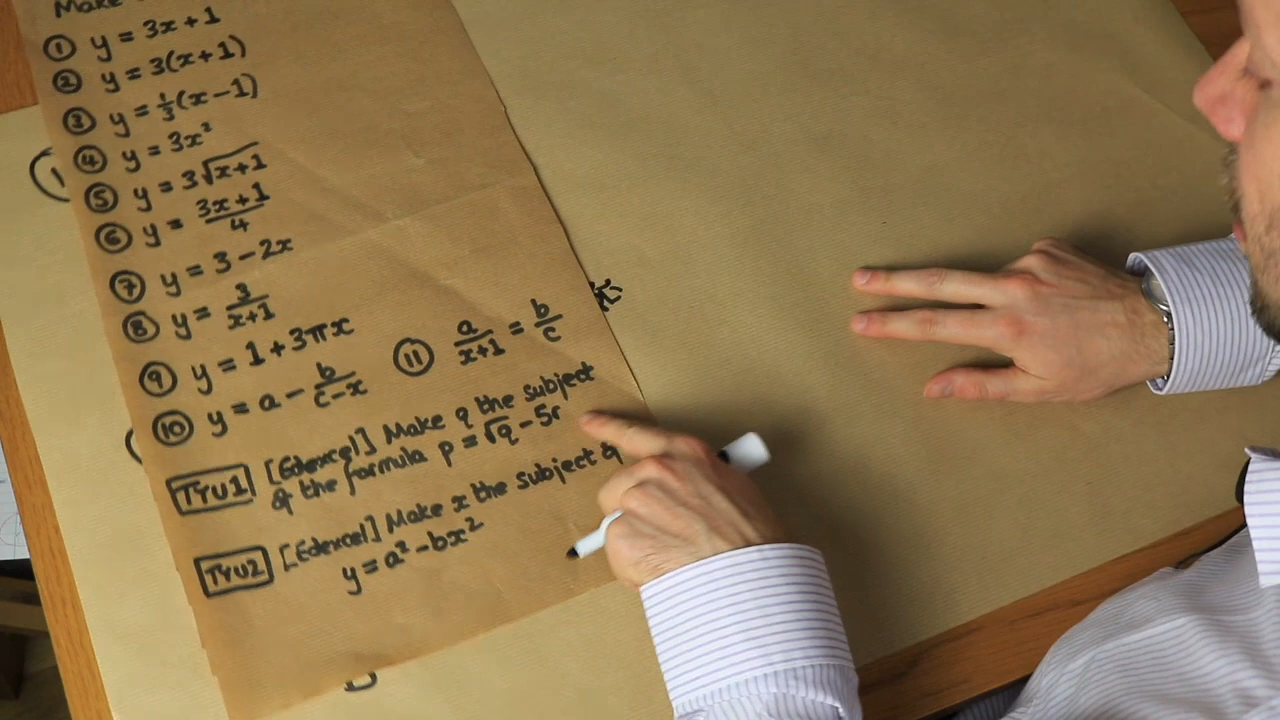 Make
① y = 3x + 1
② y = 3(x + 1)
③ y = ⅓(x − 1)
④ y = 3x²
⑤ y = 3√(x+1)
⑥ y = (3x + 1)/4
⑦ y = 3 − 2x
⑧ y = 3/(x+1)
⑨ y = 1 + 3πx
⑩ y = a − b/(c − x)
⑪ a/(x+1) = b/c
TYU1 [Edexcel] Make q the subject
of the formula p = √q − 5r
TYU2 [Edexcel] Make x the subject of
y = a² − bx²